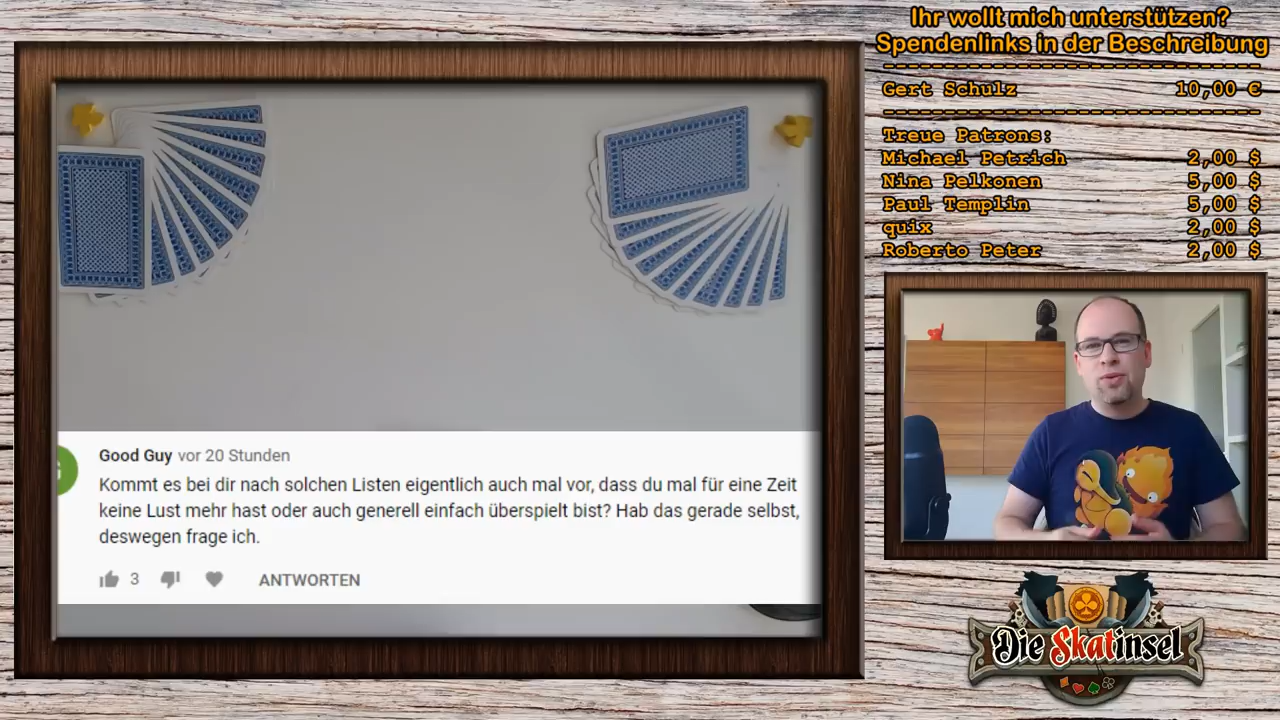 Ihr wollt mich unterstützen?
Spendenlinks in der Beschreibung
Gert Schulz 10,00 €
Treue Patrons:
Michael Petrich 2,00 $
Nina Pelkonen 5,00 $
Paul Templin 5,00 $
quix 2,00 $
Roberto Peter 2,00 $
Good Guy vor 20 Stunden
Kommt es bei dir nach solchen Listen eigentlich auch mal vor, dass du mal für eine Zeit
keine Lust mehr hast oder auch generell einfach überspielt bist? Hab das gerade selbst,
deswegen frage ich.
3 ANTWORTEN
Die Skatinsel